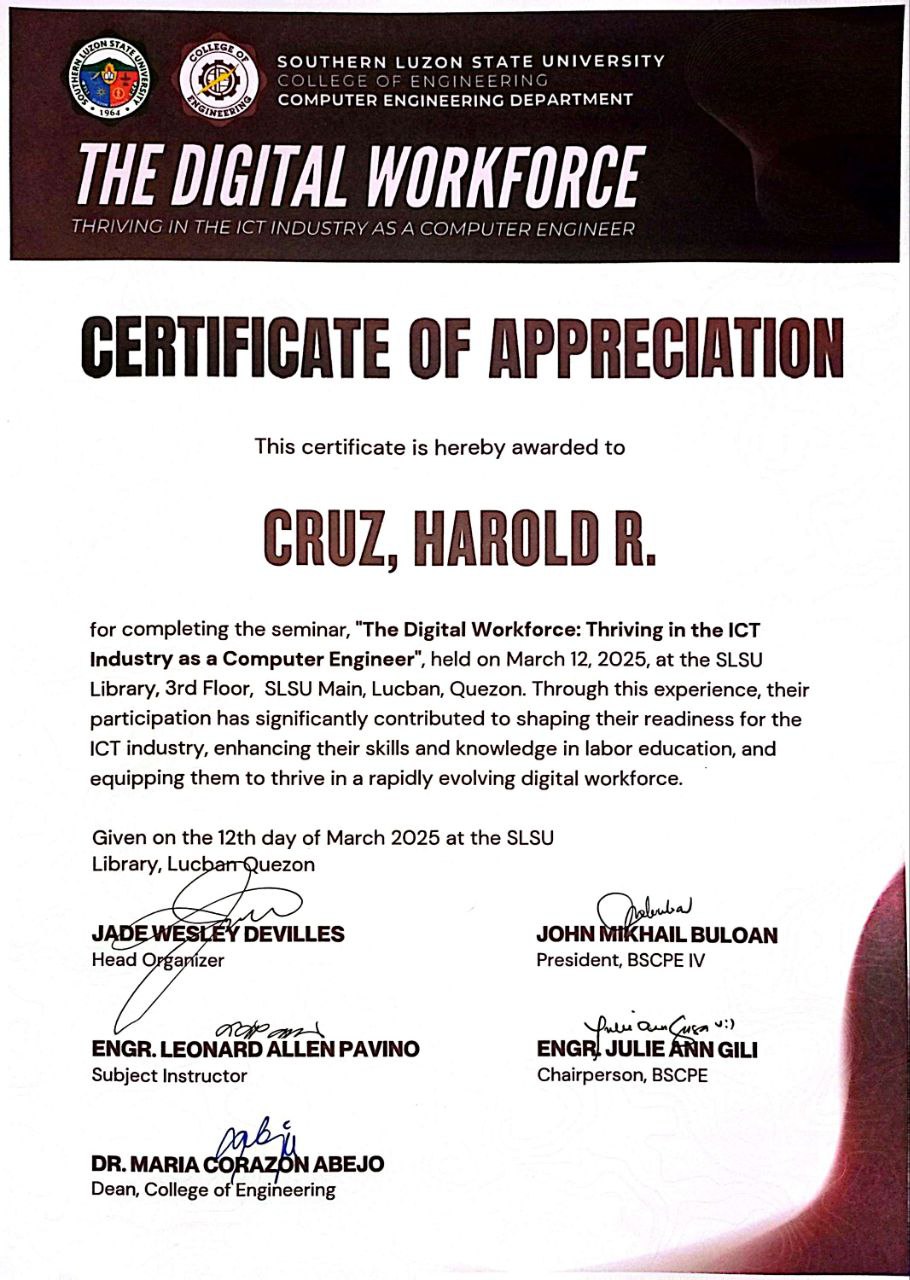 SOUTHERN LUZON STATE UNIVERSITY
1964
COLLEGE OF
ENGINEERING
SOUTHERN LUZON STATE UNIVERSITY
COLLEGE OF ENGINEERING
COMPUTER ENGINEERING DEPARTMENT
THE DIGITAL WORKFORCE
THRIVING IN THE ICT INDUSTRY AS A COMPUTER ENGINEER
CERTIFICATE OF APPRECIATION
This certificate is hereby awarded to
CRUZ, HAROLD R.
for completing the seminar, "The Digital Workforce: Thriving in the ICT
Industry as a Computer Engineer", held on March 12, 2025, at the SLSU
Library, 3rd Floor, SLSU Main, Lucban, Quezon. Through this experience, their
participation has significantly contributed to shaping their readiness for the
ICT industry, enhancing their skills and knowledge in labor education, and
equipping them to thrive in a rapidly evolving digital workforce.
Given on the 12th day of March 2025 at the SLSU
Library, Lucban Quezon
JADE WESLEY DEVILLES
Head Organizer
JOHN MIKHAIL BULOAN
President, BSCPE IV
ENGR. LEONARD ALLEN PAVINO
Subject Instructor
ENGR. JULIE ANN GILI
Chairperson, BSCPE
DR. MARIA CORAZON ABEJO
Dean, College of Engineering